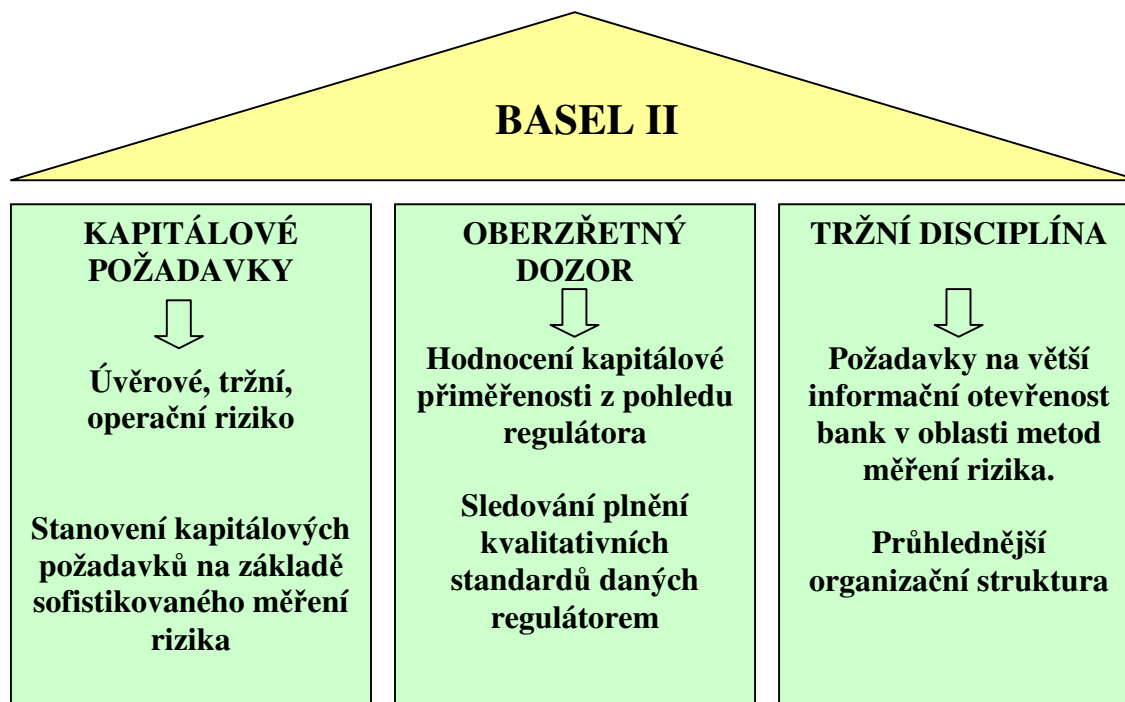 BASEL II
KAPITÁLOVÉ
POŽADAVKY
Úvěrové, tržní,
operační riziko
Stanovení kapitálových
požadavků na základě
sofistikovaného měření
rizika
OBERZŘETNÝ
DOZOR
Hodnocení kapitálové
přiměřenosti z pohledu
regulátora
Sledování plnění
kvalitativních
standardů daných
regulátorem
TRŽNÍ DISCIPLÍNA
Požadavky na větší
informační otevřenost
bank v oblasti metod
měření rizika.
Průhlednější
organizační struktura